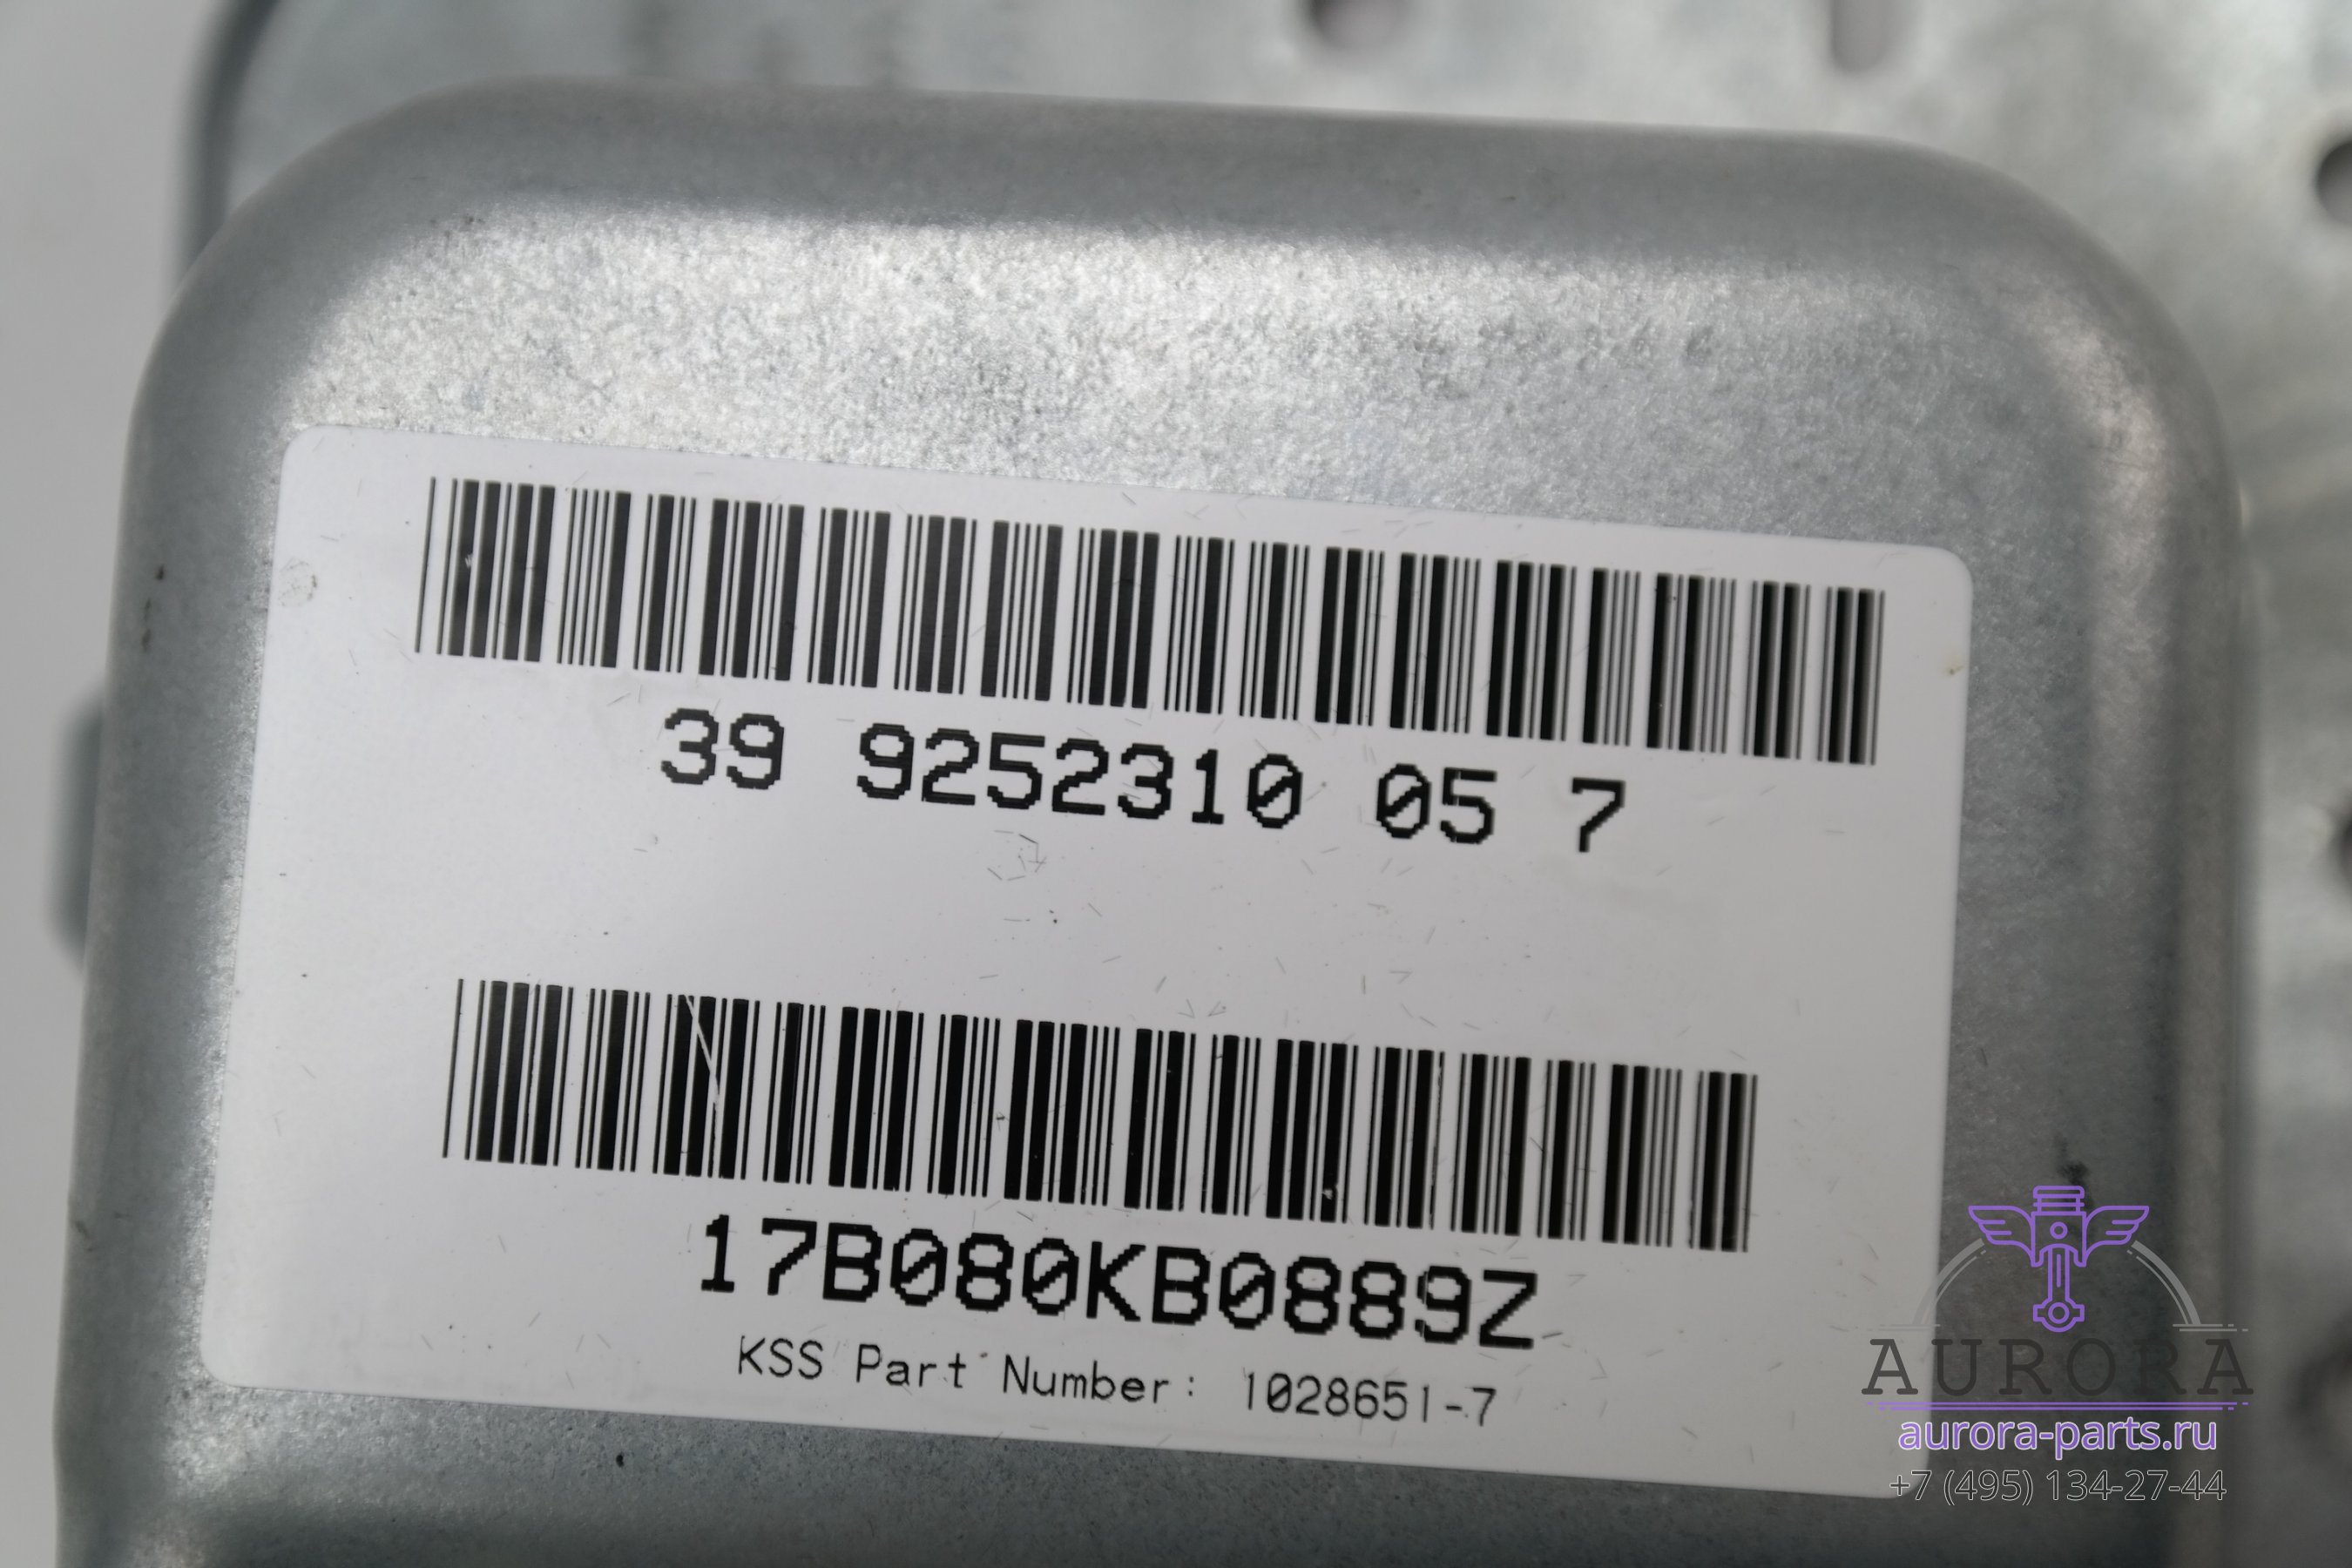 39 9252310 05 7
17B080KB0889Z
KSS Part Number: 1028651-7
AURORA
aurora-parts.ru
+7 (495) 134-27-44